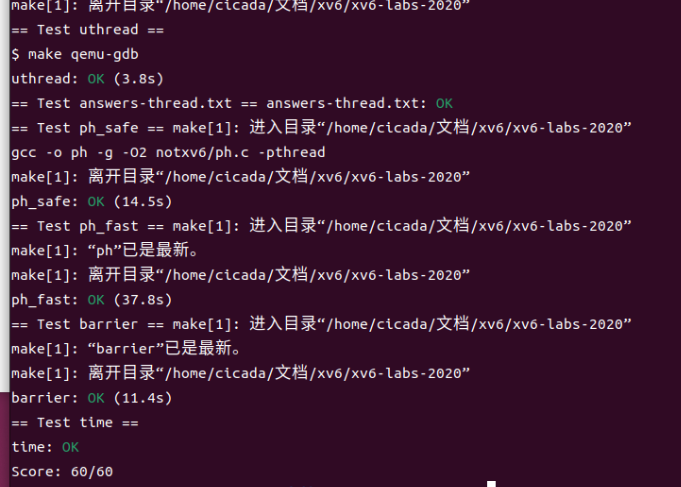 make[1]: 离开目录“/home/cicada/文档/xv6/xv6-labs-2020”
== Test uthread ==
$ make qemu-gdb
uthread: OK (3.8s)
== Test answers-thread.txt == answers-thread.txt: OK
== Test ph_safe == make[1]: 进入目录“/home/cicada/文档/xv6/xv6-labs-2020”
gcc -o ph -g -O2 notxv6/ph.c -pthread
make[1]: 离开目录“/home/cicada/文档/xv6/xv6-labs-2020”
ph_safe: OK (14.5s)
== Test ph_fast == make[1]: 进入目录“/home/cicada/文档/xv6/xv6-labs-2020”
make[1]: “ph”已是最新。
make[1]: 离开目录“/home/cicada/文档/xv6/xv6-labs-2020”
ph_fast: OK (37.8s)
== Test barrier == make[1]: 进入目录“/home/cicada/文档/xv6/xv6-labs-2020”
make[1]: “barrier”已是最新。
make[1]: 离开目录“/home/cicada/文档/xv6/xv6-labs-2020”
barrier: OK (11.4s)
== Test time ==
time: OK
Score: 60/60